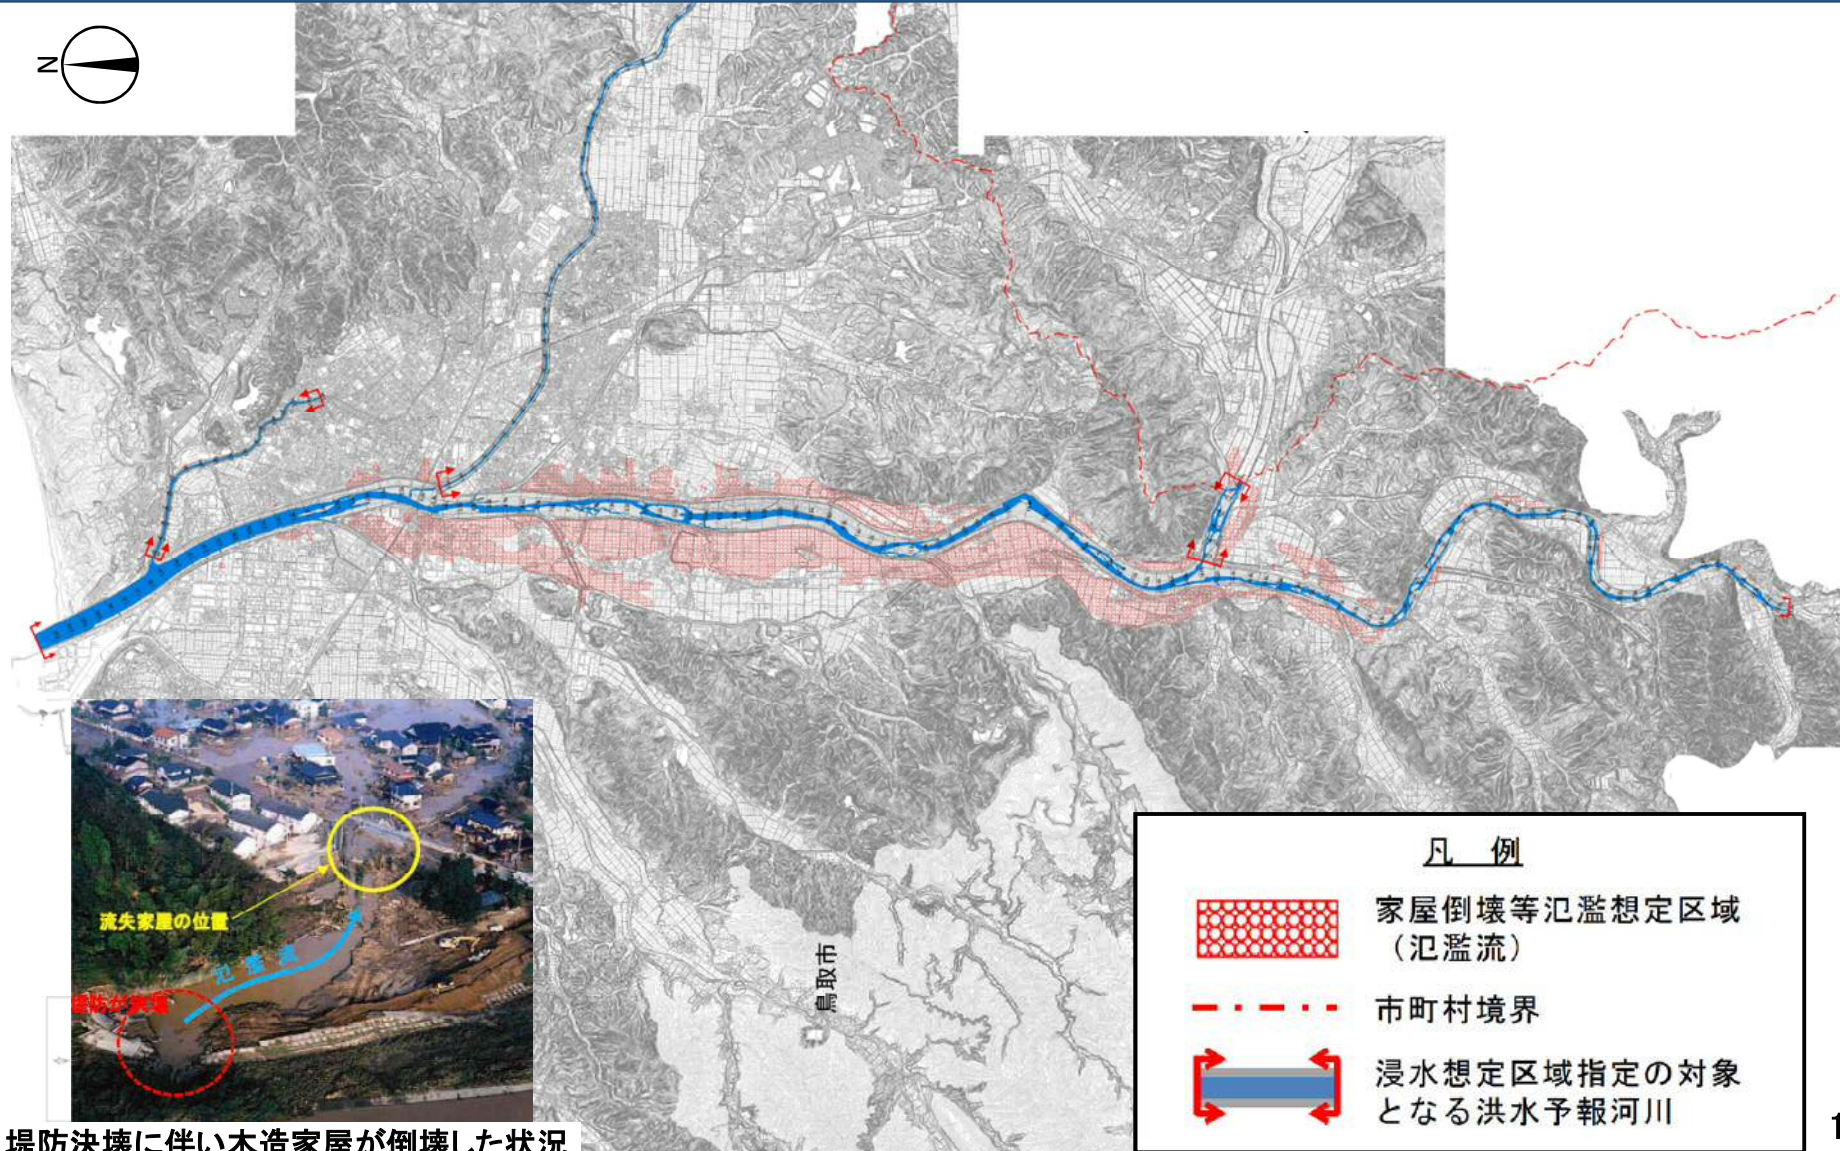 N
流失家屋の位置
氾濫流
堤防決壊に伴い木造家屋が倒壊した状況
鳥取市
凡 例
家屋倒壊等氾濫想定区域
（氾濫流）
市町村境界
浸水想定区域指定の対象
となる洪水予報河川
1